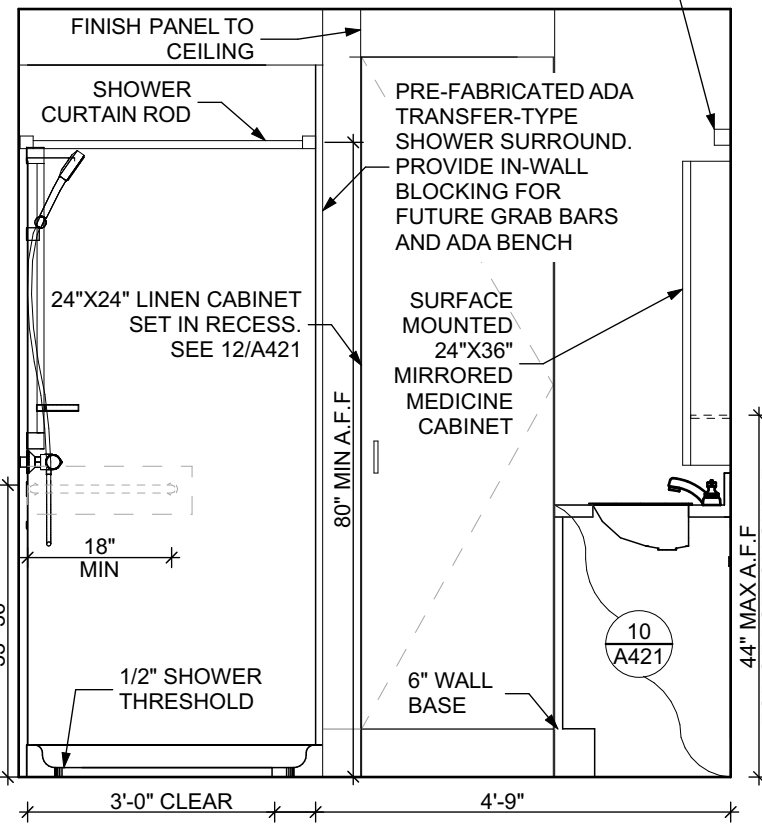 FINISH PANEL TO
CEILING
SHOWER
CURTAIN ROD
PRE-FABRICATED ADA
TRANSFER-TYPE
SHOWER SURROUND.
PROVIDE IN-WALL
BLOCKING FOR
FUTURE GRAB BARS
AND ADA BENCH
24"X24" LINEN CABINET
SET IN RECESS.
SEE 12/A421
SURFACE
MOUNTED
24"X36"
MIRRORED
MEDICINE
CABINET
80" MIN A.F.F
18"
MIN
44" MAX A.F.F
10
A421
1/2" SHOWER
THRESHOLD
6" WALL
BASE
3'-0" CLEAR
4'-9"